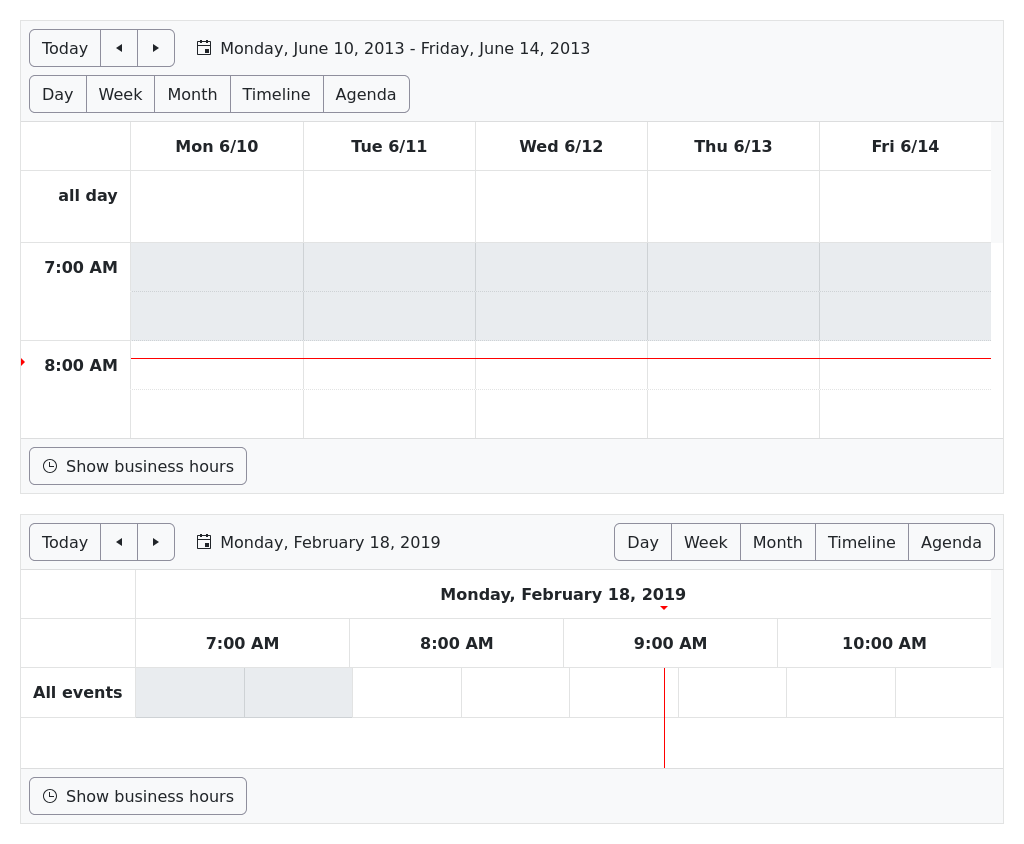 Today Monday, June 10, 2013 - Friday, June 14, 2013
Day Week Month Timeline Agenda
Mon 6/10 Tue 6/11 Wed 6/12 Thu 6/13 Fri 6/14
all day
7:00 AM
8:00 AM
Show business hours
Today Monday, February 18, 2019 Day Week Month Timeline Agenda
Monday, February 18, 2019
7:00 AM 8:00 AM 9:00 AM 10:00 AM
All events
Show business hours